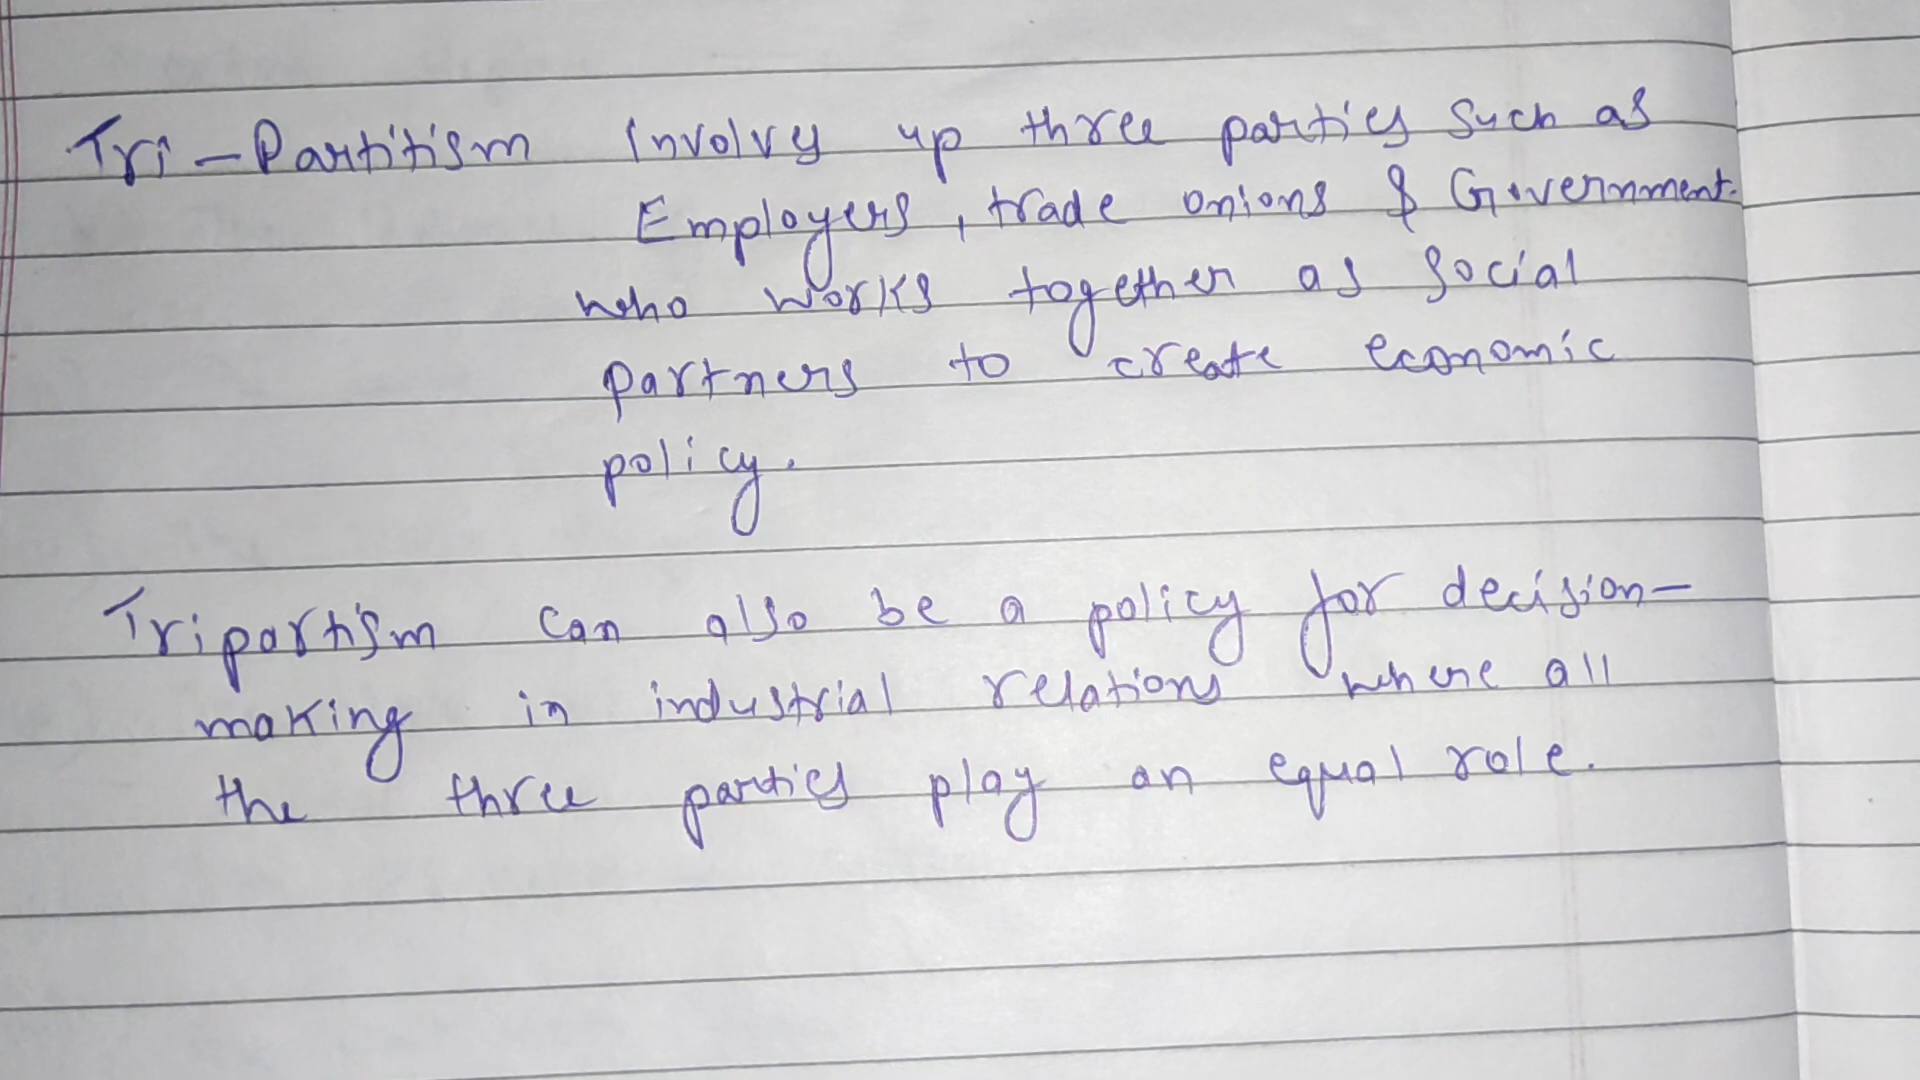 Tri-Partitism Involves up three parties such as
Employers, trade onions & Government.
who works together as social
partners to create economic
policy.
Tripartism can also be a policy for decision-
making in industrial relations where all
the three parties play an equal role.